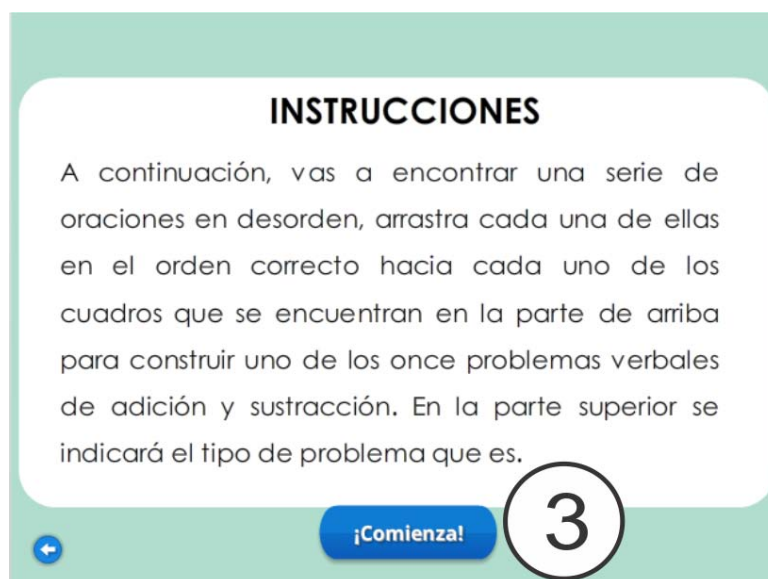 INSTRUCCIONES
A continuación, vas a encontrar una serie de
oraciones en desorden, arrastra cada una de ellas
en el orden correcto hacia cada uno de los
cuadros que se encuentran en la parte de arriba
para construir uno de los once problemas verbales
de adición y sustracción. En la parte superior se
indicará el tipo de problema que es.
¡Comienza!
3